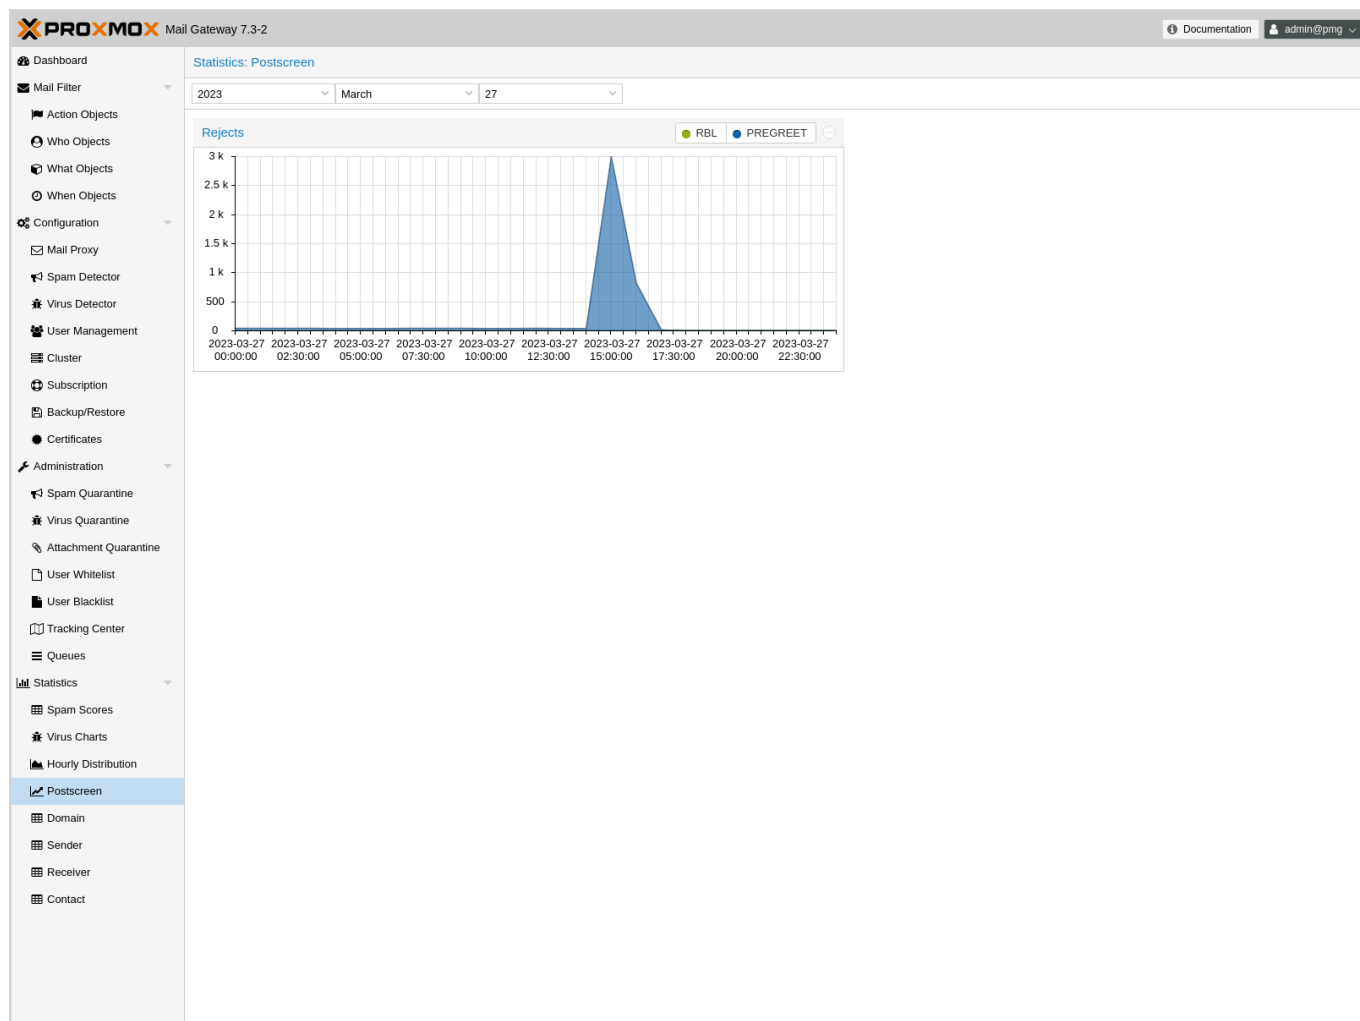 PROXMOX Mail Gateway 7.3-2
Documentation
admin@pmg
Dashboard
Mail Filter
Action Objects
Who Objects
What Objects
When Objects
Configuration
Mail Proxy
Spam Detector
Virus Detector
User Management
Cluster
Subscription
Backup/Restore
Certificates
Administration
Spam Quarantine
Virus Quarantine
Attachment Quarantine
User Whitelist
User Blacklist
Tracking Center
Queues
Statistics
Spam Scores
Virus Charts
Hourly Distribution
Postscreen
Domain
Sender
Receiver
Contact
Statistics: Postscreen
2023 March 27
Rejects RBL PREGREET
3 k
2.5 k
2 k
1.5 k
1 k
500
0
2023-03-27 2023-03-27 2023-03-27 2023-03-27 2023-03-27 2023-03-27 2023-03-27 2023-03-27 2023-03-27 2023-03-27
00:00:00 02:30:00 05:00:00 07:30:00 10:00:00 12:30:00 15:00:00 17:30:00 20:00:00 22:30:00